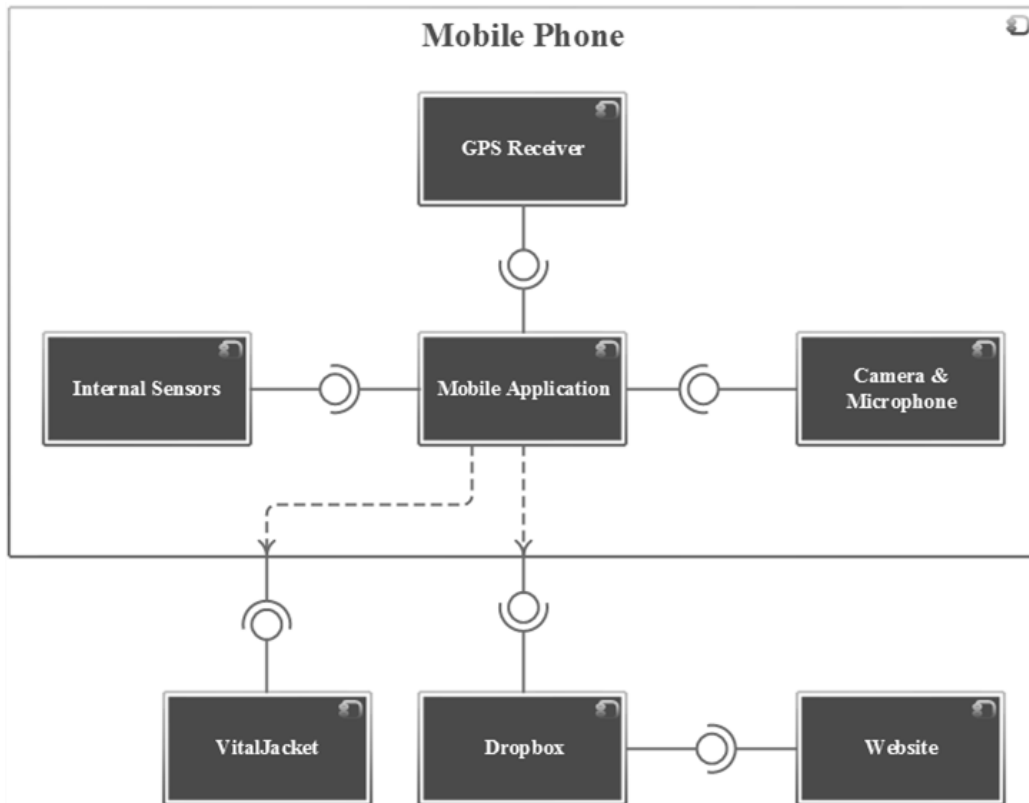 Mobile Phone
GPS Receiver
Internal Sensors
Mobile Application
Camera &
Microphone
VitalJacket
Dropbox
Website